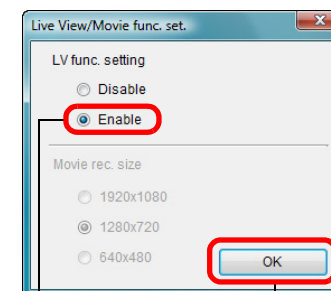 Live View/Movie func. set.
LV func. setting
Disable
Enable
Movie rec. size
1920x1080
1280x720
640x480
OK